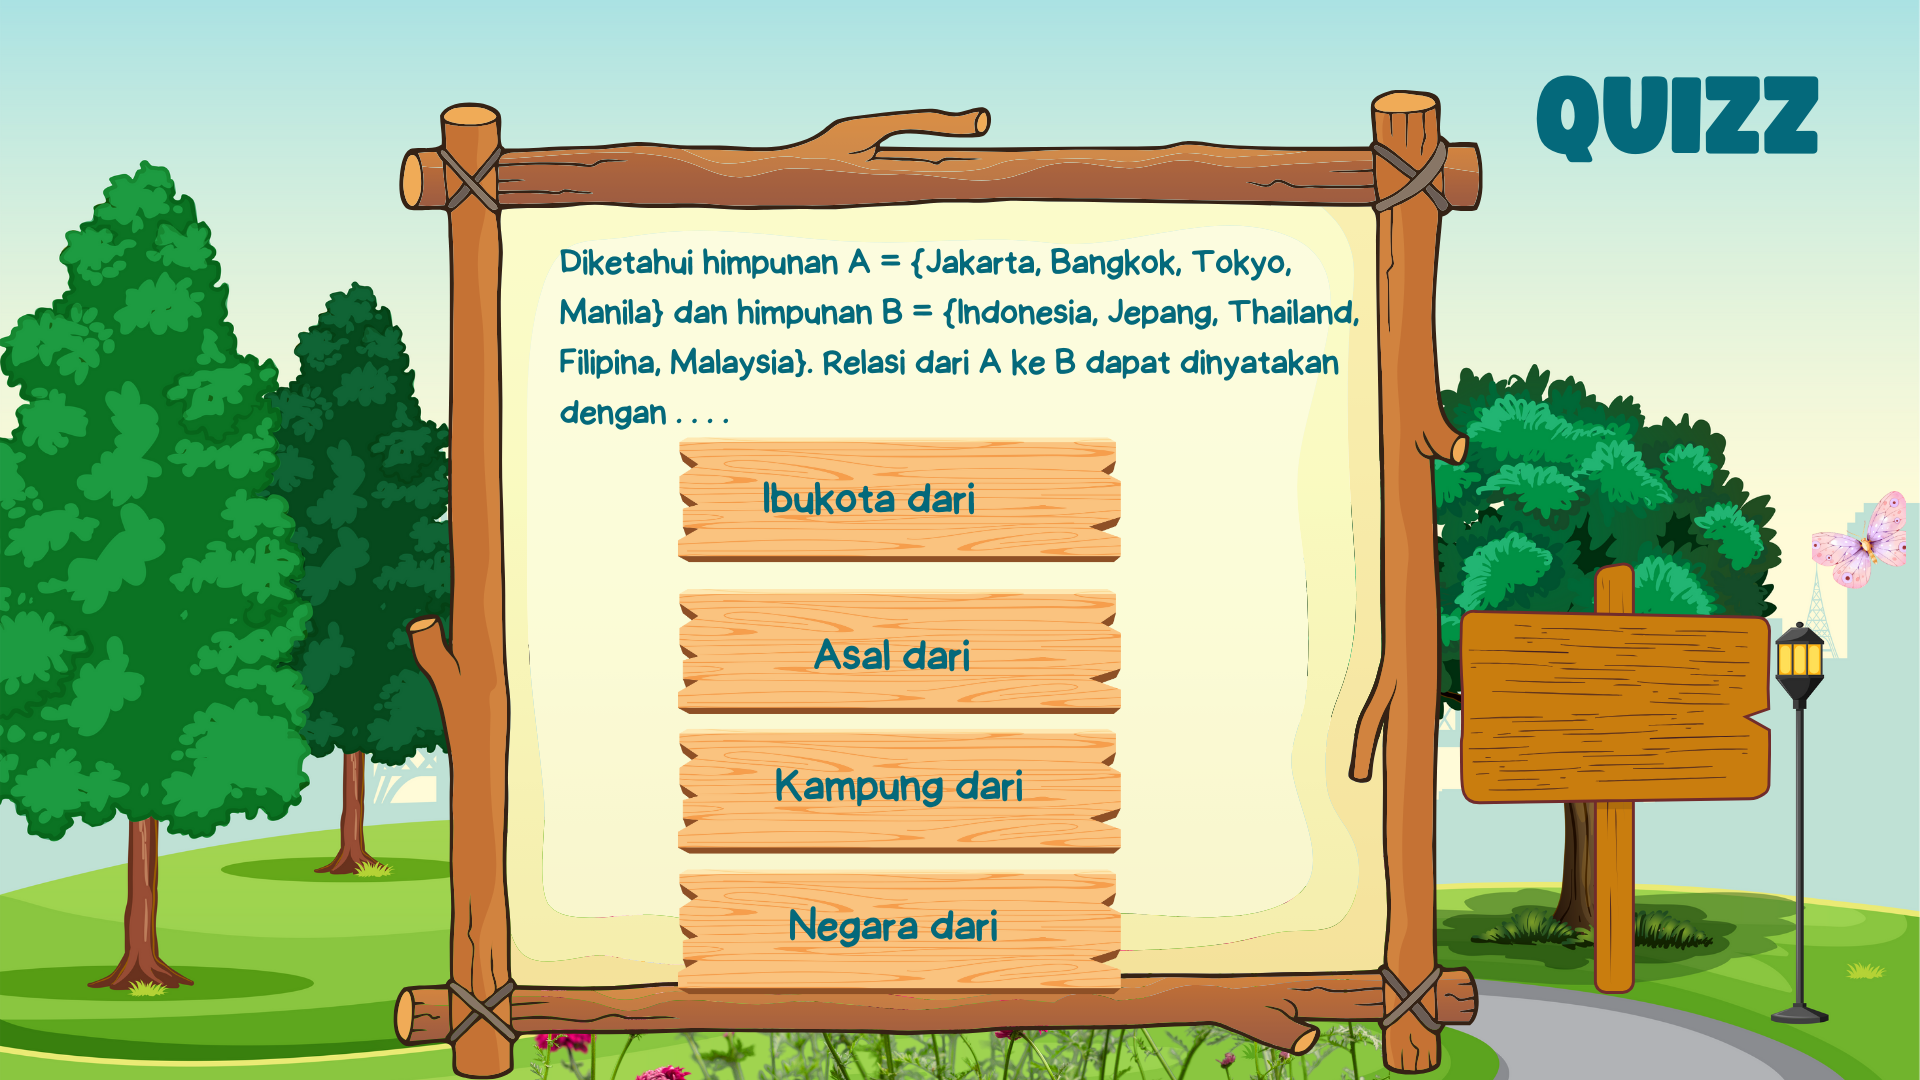 QUIZZ
Diketahui himpunan A = {Jakarta, Bangkok, Tokyo,
Manila} dan himpunan B = {Indonesia, Jepang, Thailand,
Filipina, Malaysia}. Relasi dari A ke B dapat dinyatakan
dengan . . . .
Ibukota dari
Asal dari
Kampung dari
Negara dari